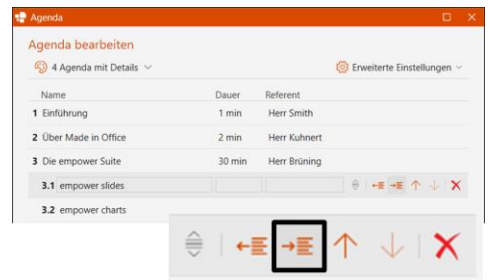 Agenda
Agenda bearbeiten
4 Agenda mit Details
Erweiterte Einstellungen
Name Dauer Referent
1 Einführung 1 min Herr Smith
2 Über Made in Office 2 min Herr Kuhnert
3 Die empower Suite 30 min Herr Brüning
3.1 empower slides
3.2 empower charts